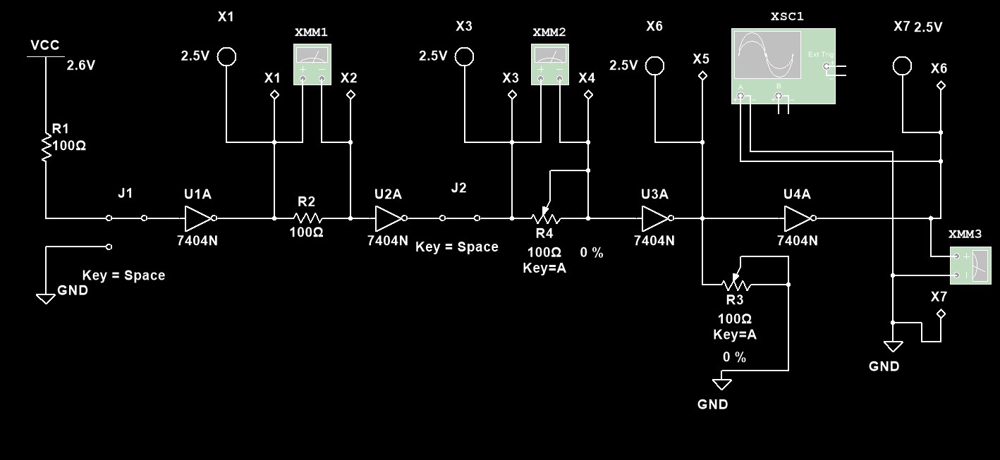 X1
XMM1
X3
XMM2
X6
XSC1
X7 2.5V
VCC
2.6V
2.5V
2.5V
2.5V
Ext Trig
X1
X2
X3
X4
X5
X6
+
−
+
−
A
B
+
−
+
−
+
−
R1
100Ω
J1
U1A
R2
U2A
J2
U3A
U4A
7404N
100Ω
7404N
Key = Space
R4
100Ω
0 %
Key=A
7404N
7404N
XMM3
+
−
Key = Space
GND
R3
100Ω
Key=A
0 %
X7
GND
GND